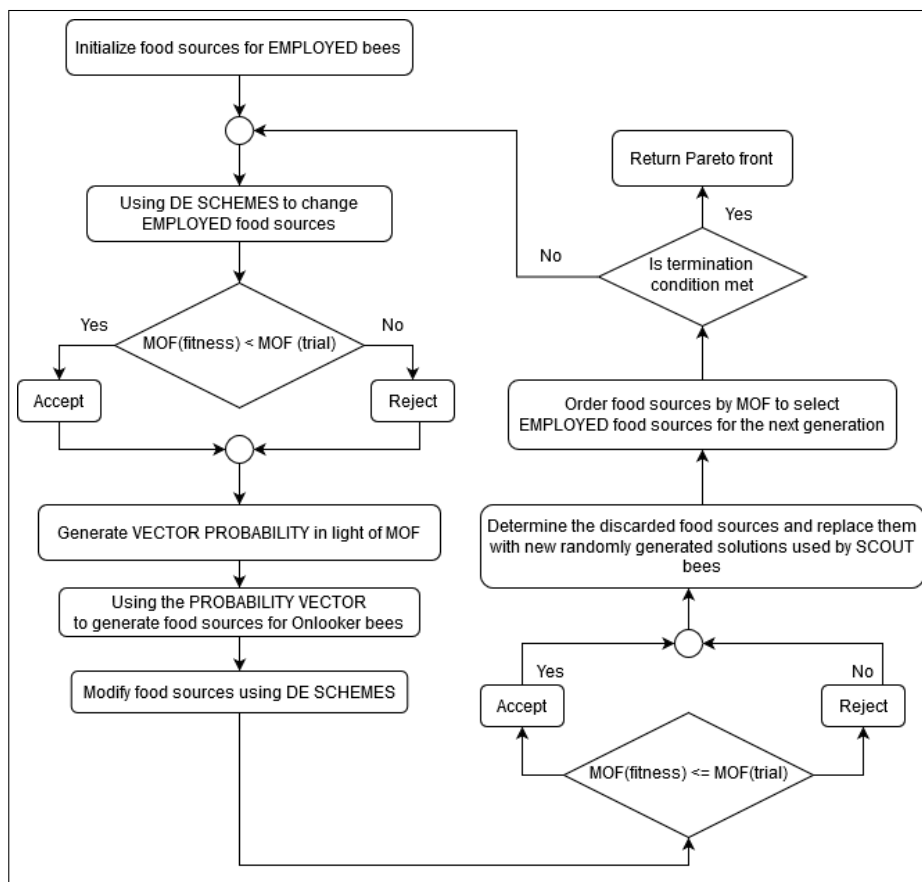 Initialize food sources for EMPLOYED bees
Using DE SCHEMES to change
EMPLOYED food sources
MOF(fitness) < MOF (trial)
Yes
No
Accept
Reject
Generate VECTOR PROBABILITY in light of MOF
Using the PROBABILITY VECTOR
to generate food sources for Onlooker bees
Modify food sources using DE SCHEMES
MOF(fitness) <= MOF(trial)
Yes
No
Accept
Reject
Determine the discarded food sources and replace them
with new randomly generated solutions used by SCOUT
bees
Order food sources by MOF to select
EMPLOYED food sources for the next generation
Is termination
condition met
No
Yes
Return Pareto front